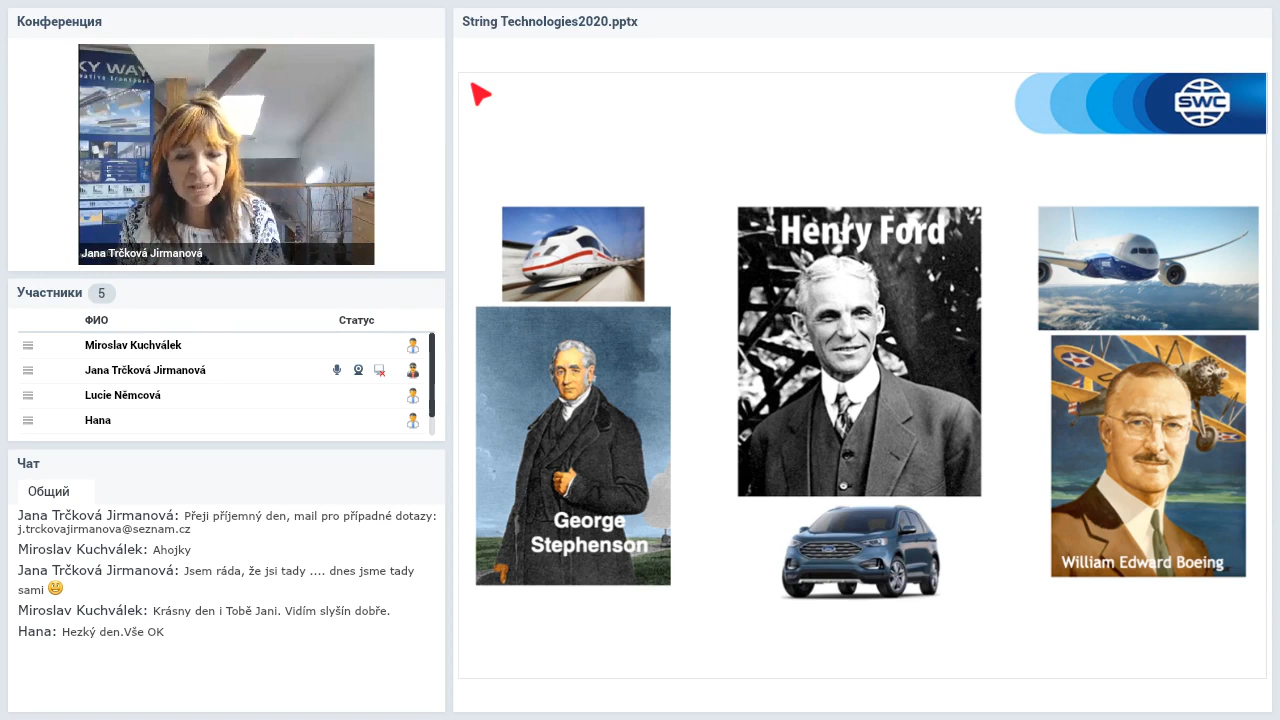 Конференция
KY WAY
Jana Trčková Jirmanová
Участники 5
ФИО Статус
Miroslav Kuchválek
Jana Trčková Jirmanová
Lucie Němcová
Hana
Чат
Общий
Jana Trčková Jirmanová: Přeji příjemný den, mail pro případné dotazy:
j.trckovajirmanova@seznam.cz
Miroslav Kuchválek: Ahojky
Jana Trčková Jirmanová: Jsem ráda, že jsi tady .... dnes jsme tady
sami
Miroslav Kuchválek: Krásny den i Tobě Jani. Vidím slyšín dobře.
Hana: Hezký den.Vše OK
String Technologies2020.pptx
SWC
Henry Ford
George
Stephenson
William Edward Boeing